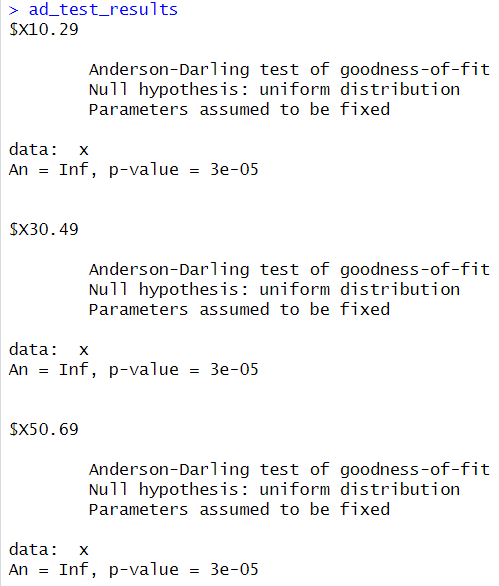 > ad_test_results
$X10.29
Anderson-Darling test of goodness-of-fit
Null hypothesis: uniform distribution
Parameters assumed to be fixed
data:  x
An = Inf, p-value = 3e-05
$X30.49
Anderson-Darling test of goodness-of-fit
Null hypothesis: uniform distribution
Parameters assumed to be fixed
data:  x
An = Inf, p-value = 3e-05
$X50.69
Anderson-Darling test of goodness-of-fit
Null hypothesis: uniform distribution
Parameters assumed to be fixed
data:  x
An = Inf, p-value = 3e-05